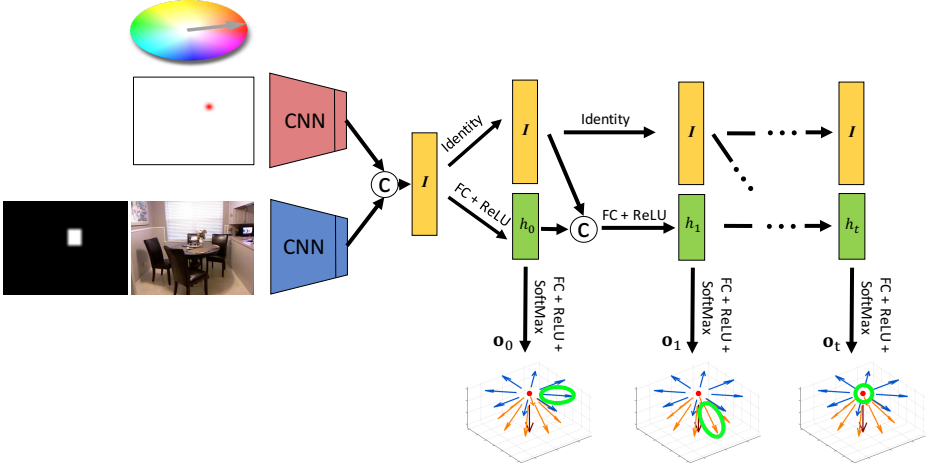 CNN
CNN
C
I
Identity
FC + ReLU
I
h₀
C
Identity
FC + ReLU
I
h₁
I
hₜ
FC + ReLU +
SoftMax
FC + ReLU +
SoftMax
FC + ReLU +
SoftMax
o₀
o₁
oₜ